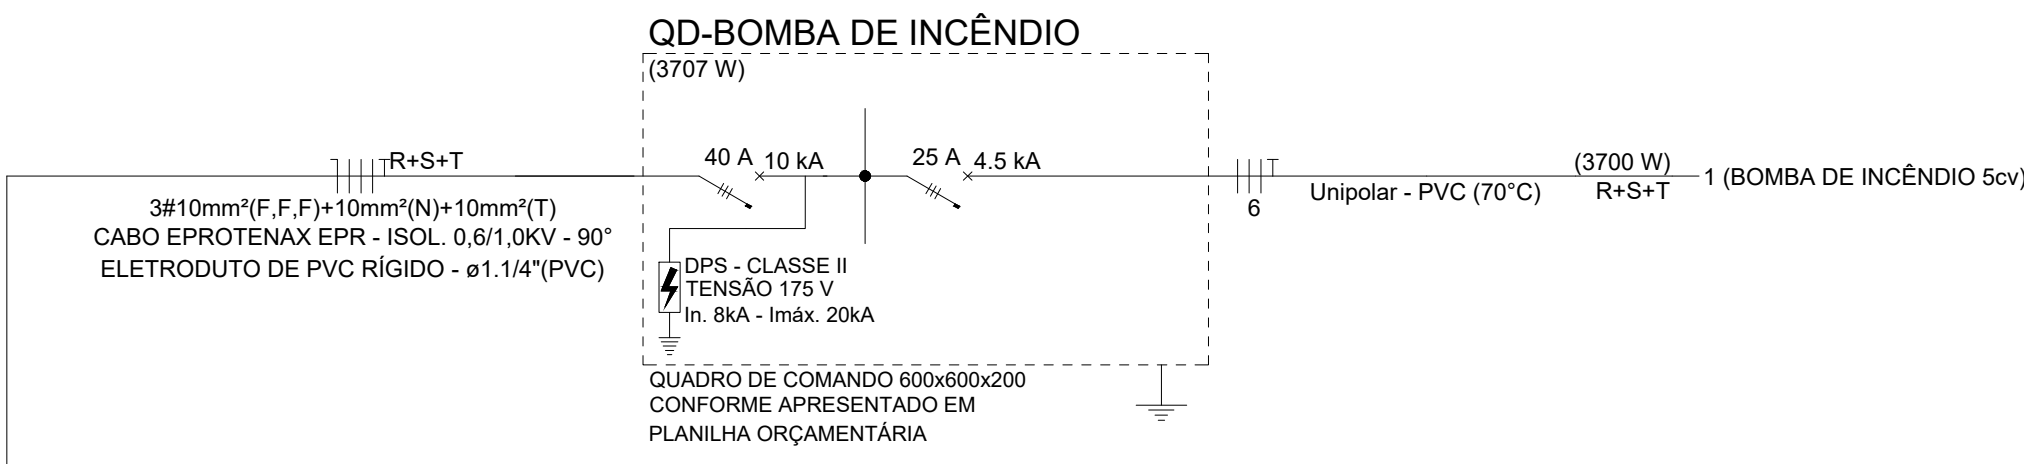 QD-BOMBA DE INCÊNDIO
(3707 W)
R+S+T
3#10mm²(F,F,F)+10mm²(N)+10mm²(T)
CABO EPROTENAX EPR - ISOL. 0,6/1,0KV - 90°
ELETRODUTO DE PVC RÍGIDO - ø1.1/4"(PVC)
40 A 10 kA
25 A 4.5 kA
DPS - CLASSE II
TENSÃO 175 V
In. 8kA - Imáx. 20kA
QUADRO DE COMANDO 600x600x200
CONFORME APRESENTADO EM
PLANILHA ORÇAMENTÁRIA
6
Unipolar - PVC (70°C)
(3700 W)
R+S+T
1 (BOMBA DE INCÊNDIO 5cv)